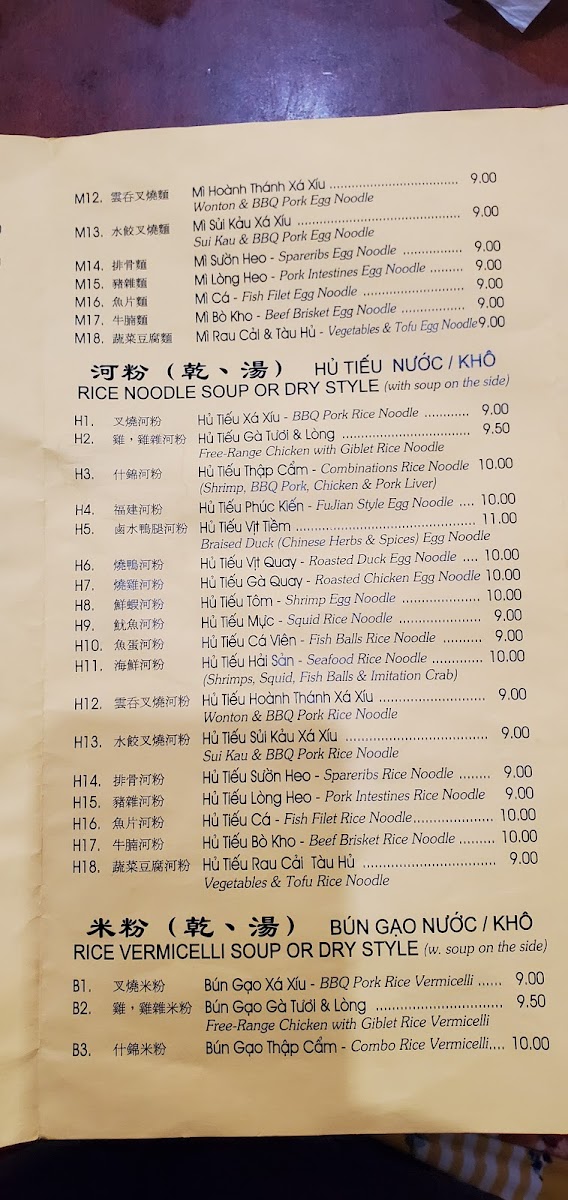 M12. 雲吞叉燒麵 Mì Hoành Thánh Xá Xíu ................................... 9.00
Wonton & BBQ Pork Egg Noodle
M13. 水餃叉燒麵 Mì Sủi Kảu Xá Xíu ............................................ 9.00
Sui Kau & BBQ Pork Egg Noodle
M14. 排骨麵 Mì Sườn Heo - Spareribs Egg Noodle .................. 9.00
M15. 豬雜麵 Mì Lòng Heo - Pork Intestines Egg Noodle ......... 9.00
M16. 魚片麵 Mì Cá - Fish Filet Egg Noodle ............................. 9.00
M17. 牛腩麵 Mì Bò Kho - Beef Brisket Egg Noodle ................ 9.00
M18. 蔬菜豆腐麵 Mì Rau Cải & Tàu Hủ - Vegetables & Tofu Egg Noodle 9.00
河粉（乾、湯） HỦ TIẾU NƯỚC / KHÔ
RICE NOODLE SOUP OR DRY STYLE (with soup on the side)
H1. 叉燒河粉 Hủ Tiếu Xá Xíu - BBQ Pork Rice Noodle ............ 9.00
H2. 雞，雞雜河粉 Hủ Tiếu Gà Tươi & Lòng ................................... 9.50
Free-Range Chicken with Giblet Rice Noodle
H3. 什錦河粉 Hủ Tiếu Thập Cẩm - Combinations Rice Noodle 10.00
(Shrimp, BBQ Pork, Chicken & Pork Liver)
H4. 福建河粉 Hủ Tiếu Phúc Kiến - FuJian Style Egg Noodle .... 10.00
H5. 鹵水鴨腿河粉 Hủ Tiếu Vịt Tiềm ................................................ 11.00
Braised Duck (Chinese Herbs & Spices) Egg Noodle
H6. 燒鴨河粉 Hủ Tiếu Vịt Quay - Roasted Duck Egg Noodle .... 10.00
H7. 燒雞河粉 Hủ Tiếu Gà Quay - Roasted Chicken Egg Noodle 10.00
H8. 鮮蝦河粉 Hủ Tiếu Tôm - Shrimp Egg Noodle ..................... 10.00
H9. 魷魚河粉 Hủ Tiếu Mực - Squid Rice Noodle ...................... 9.00
H10. 魚蛋河粉 Hủ Tiếu Cá Viên - Fish Balls Rice Noodle .......... 9.00
H11. 海鮮河粉 Hủ Tiếu Hải Sản - Seafood Rice Noodle ............. 10.00
(Shrimps, Squid, Fish Balls & Imitation Crab)
H12. 雲吞叉燒河粉 Hủ Tiếu Hoành Thánh Xá Xíu ............................ 9.00
Wonton & BBQ Pork Rice Noodle
H13. 水餃叉燒河粉 Hủ Tiếu Sủi Kảu Xá Xíu ..................................... 9.00
Sui Kau & BBQ Pork Rice Noodle
H14. 排骨河粉 Hủ Tiếu Sườn Heo - Spareribs Rice Noodle ........ 9.00
H15. 豬雜河粉 Hủ Tiếu Lòng Heo - Pork Intestines Rice Noodle 9.00
H16. 魚片河粉 Hủ Tiếu Cá - Fish Filet Rice Noodle..................... 10.00
H17. 牛腩河粉 Hủ Tiếu Bò Kho - Beef Brisket Rice Noodle ......... 10.00
H18. 蔬菜豆腐河粉 Hủ Tiếu Rau Cải Tàu Hủ .................................... 9.00
Vegetables & Tofu Rice Noodle
米粉（乾、湯） BÚN GẠO NƯỚC / KHÔ
RICE VERMICELLI SOUP OR DRY STYLE (w. soup on the side)
B1. 叉燒米粉 Bún Gạo Xá Xíu - BBQ Pork Rice Vermicelli ...... 9.00
B2. 雞，雞雜米粉 Bún Gạo Gà Tươi & Lòng ................................. 9.50
Free-Range Chicken with Giblet Rice Vermicelli
B3. 什錦米粉 Bún Gạo Thập Cẩm - Combo Rice Vermicelli.... 10.00